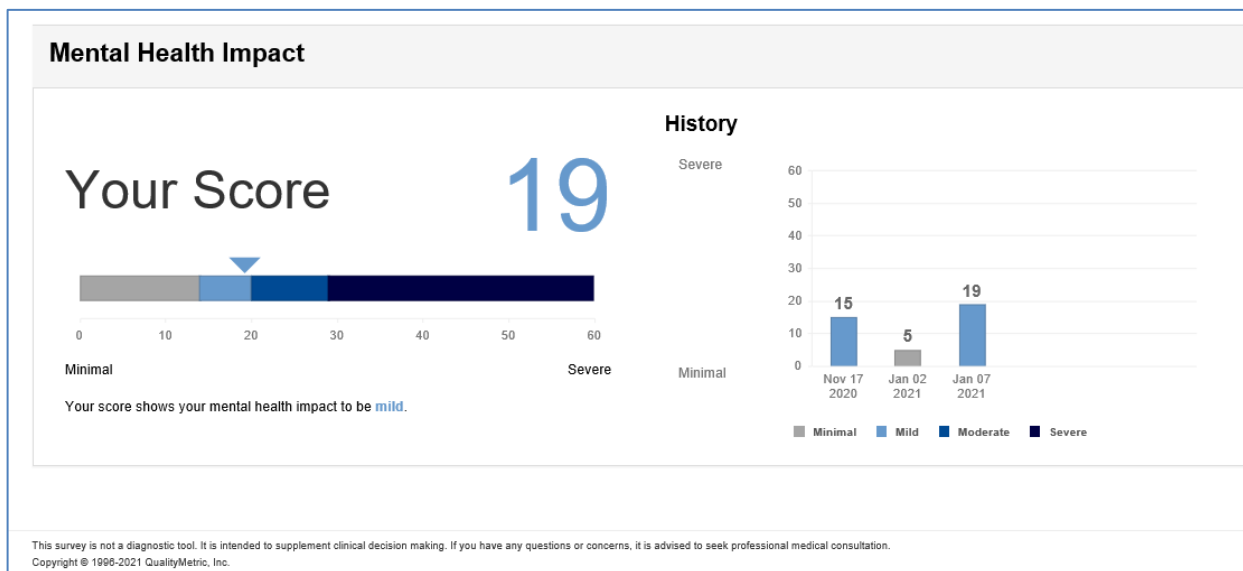 Mental Health Impact
Your Score 19
0 10 20 30 40 50 60
Minimal Severe
Your score shows your mental health impact to be mild.
History
Severe
Minimal
60
50
40
30
20
10
0
15
5
19
Nov 17
2020
Jan 02
2021
Jan 07
2021
Minimal Mild Moderate Severe
This survey is not a diagnostic tool. It is intended to supplement clinical decision making. If you have any questions or concerns, it is advised to seek professional medical consultation.
Copyright © 1996-2021 QualityMetric, Inc.